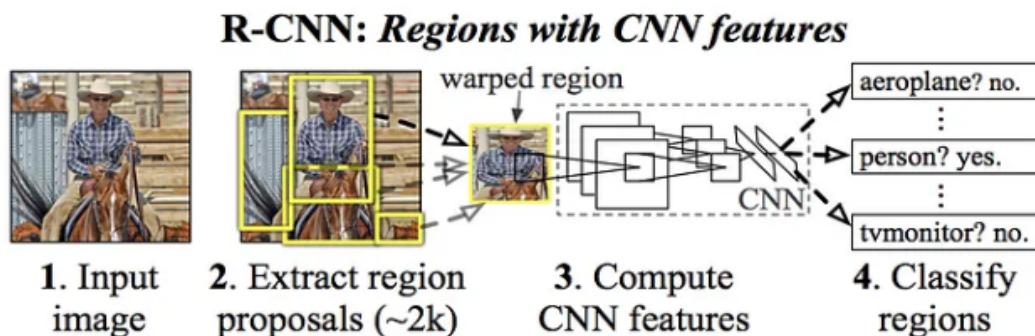 R-CNN: Regions with CNN features
warped region
aeroplane? no.
person? yes.
tvmonitor? no.
CNN
1. Input
image
2. Extract region
proposals (~2k)
3. Compute
CNN features
4. Classify
regions